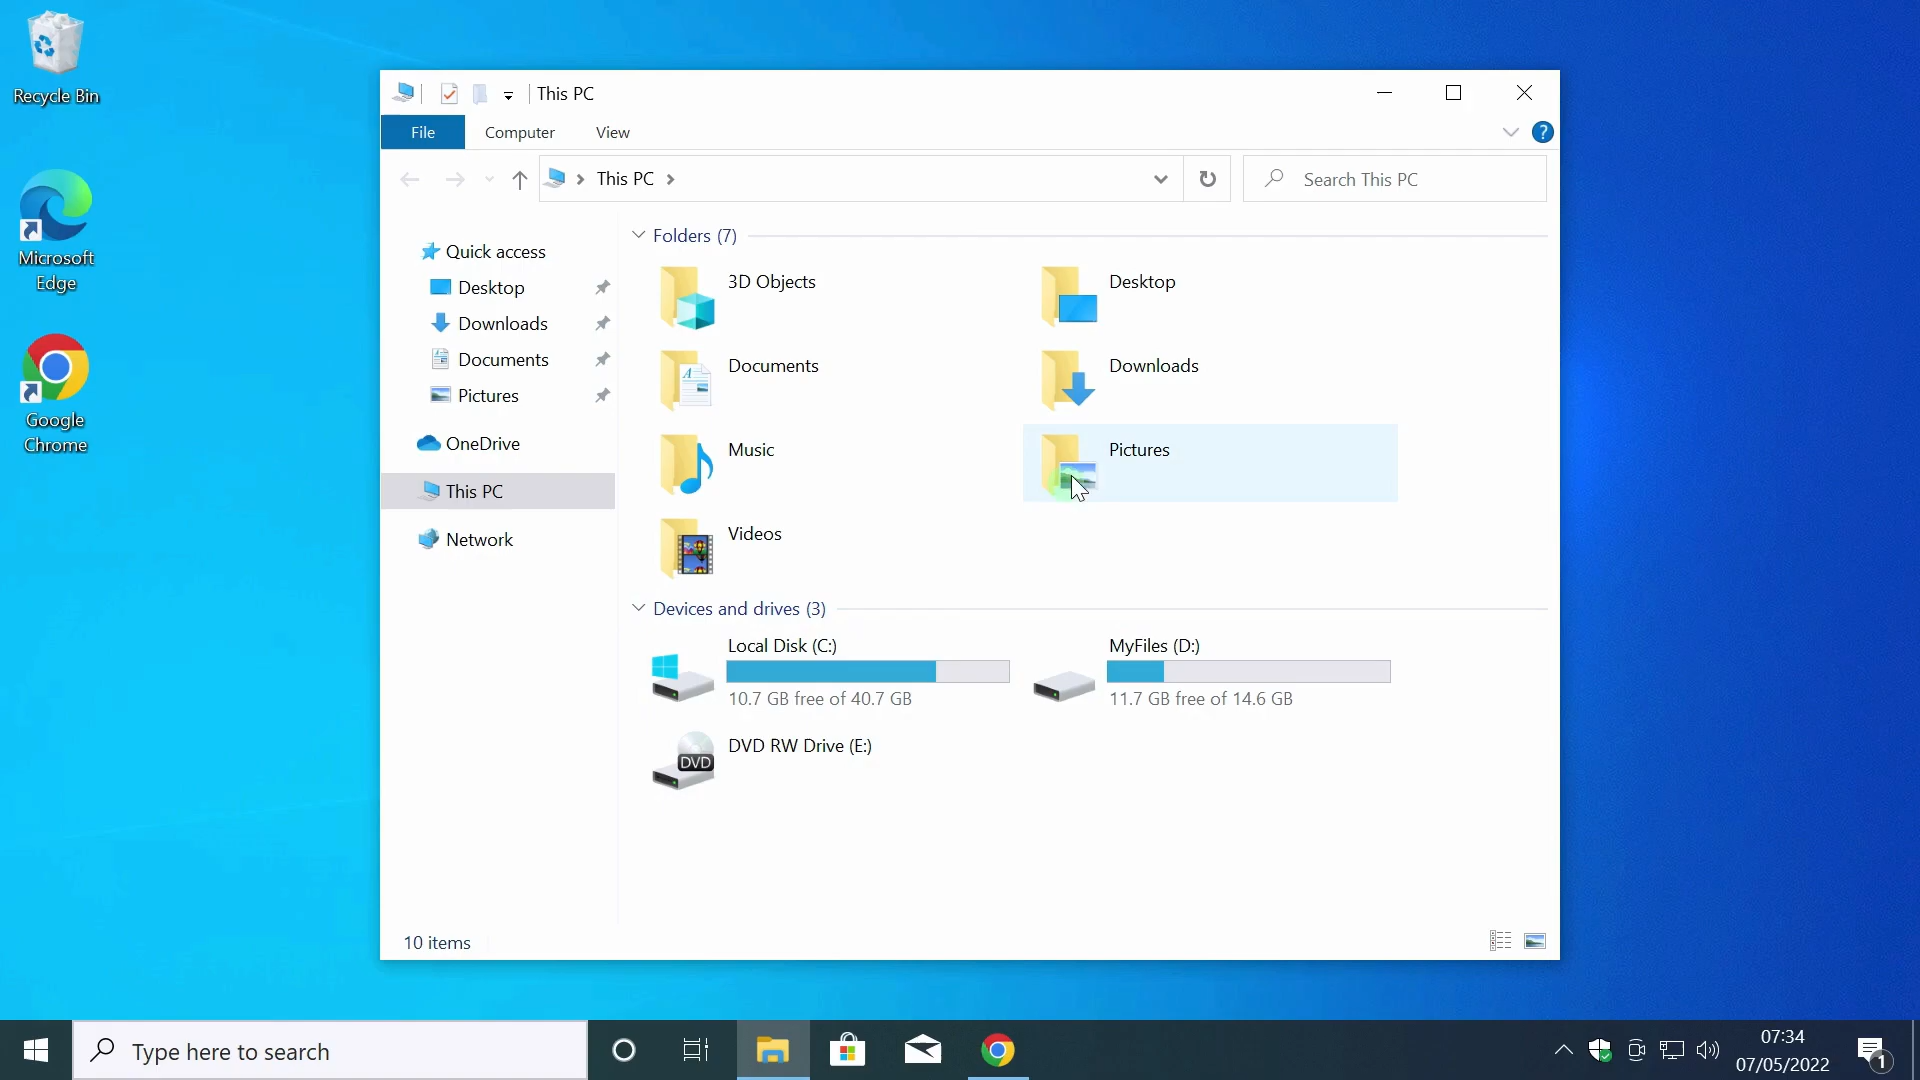 Recycle Bin
Microsoft
Edge
Google
Chrome
This PC
File
Computer
View
?
This PC
Search This PC
Quick access
Desktop
Downloads
Documents
Pictures
OneDrive
This PC
Network
Folders (7)
3D Objects
Desktop
Documents
Downloads
Music
Pictures
Videos
Devices and drives (3)
Local Disk (C:)
10.7 GB free of 40.7 GB
MyFiles (D:)
11.7 GB free of 14.6 GB
DVD
DVD RW Drive (E:)
10 items
Type here to search
07:34
07/05/2022
1